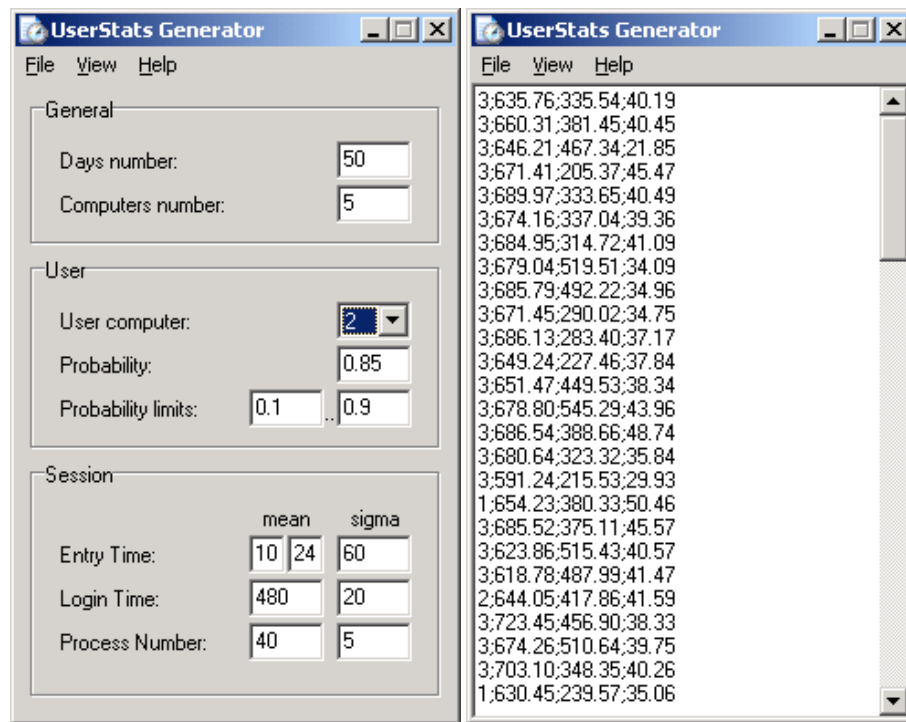 UserStats Generator
File View Help
General
Days number: 50
Computers number: 5
User
User computer: 2
Probability: 0.85
Probability limits: 0.1 .. 0.9
Session
mean sigma
Entry Time: 10 24 60
Login Time: 480 20
Process Number: 40 5
UserStats Generator
File View Help
3;635.76;335.54;40.19
3;660.31;381.45;40.45
3;646.21;467.34;21.85
3;671.41;205.37;45.47
3;689.97;333.65;40.49
3;674.16;337.04;39.36
3;684.95;314.72;41.09
3;679.04;519.51;34.09
3;685.79;492.22;34.96
3;671.45;290.02;34.75
3;686.13;283.40;37.17
3;649.24;227.46;37.84
3;651.47;449.53;38.34
3;678.80;545.29;43.96
3;686.54;388.66;48.74
3;680.64;323.32;35.84
3;591.24;215.53;29.93
1;654.23;380.33;50.46
3;685.52;375.11;45.57
3;623.86;515.43;40.57
3;618.78;487.99;41.47
2;644.05;417.86;41.59
3;723.45;456.90;38.33
3;674.26;510.64;39.75
3;703.10;348.35;40.26
1;630.45;239.57;35.06